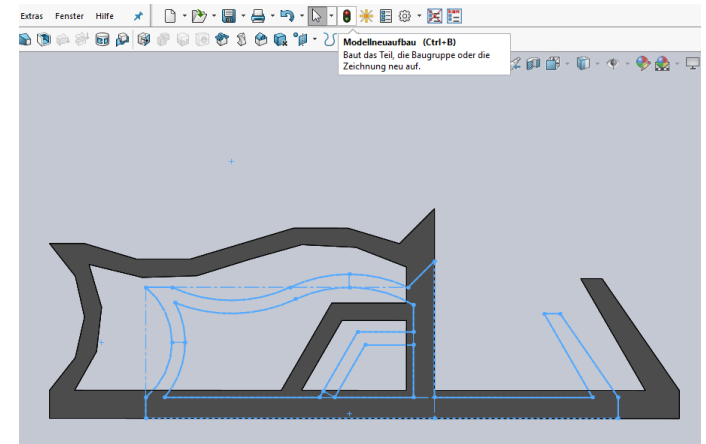 Extras Fenster Hilfe
Modellneuaufbau (Ctrl+B)
Baut das Teil, die Baugruppe oder die
Zeichnung neu auf.